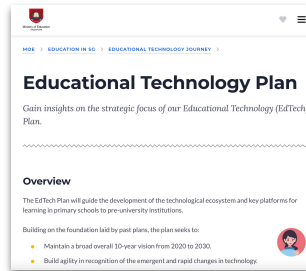 Ministry of Education
MOE > EDUCATION IN SG > EDUCATIONAL TECHNOLOGY JOURNEY >
Educational Technology Plan
Gain insights on the strategic focus of our Educational Technology (EdTech)
Plan.
Overview
The EdTech Plan will guide the development of the technological ecosystem and key platforms for
learning in primary schools to pre-university institutions.
Building on the foundation laid by past plans, the plan seeks to:
Maintain a broad overall 10-year vision from 2020 to 2030.
Build agility in recognition of the emergent and rapid changes in technology.